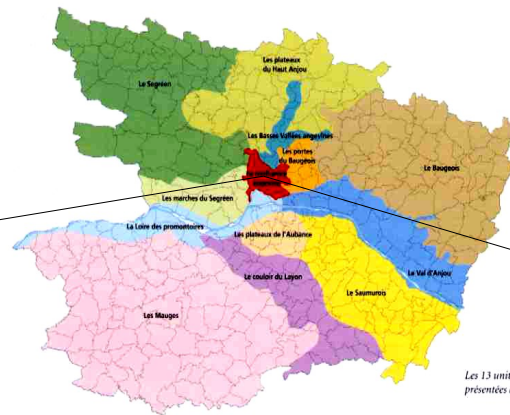 Le Segréen
Les plateaux
du Haut Anjou
Les Basses Vallées angevines
Les portes
du Baugeois
Le Baugeois
Les marches du Segréen
La Loire des promontoires
Les plateaux de l'Aubance
Le Val d'Anjou
Le couloir du Layon
Le Saumurois
Les Mauges
Les 13 unit
présentées